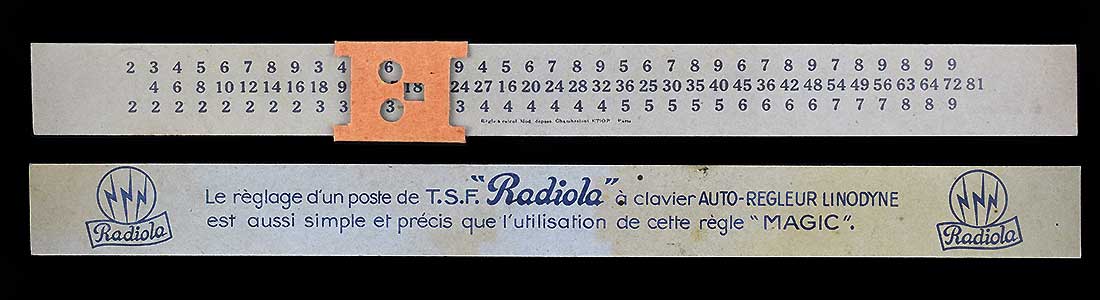 2 3 4 5 6 7 8 9 3 4 6 9 4 5 6 7 8 9 5 6 7 8 9 6 7 8 9 7 8 9 8 9 9
4 6 8 10 12 14 16 18 9 18 24 27 16 20 24 28 32 36 25 30 35 40 45 36 42 48 54 49 56 63 64 72 81
2 2 2 2 2 2 2 2 3 3 3 3 4 4 4 4 4 4 5 5 5 5 5 6 6 6 6 7 7 7 8 8 9
Règle à calcul Mod. déposé Paris
Radiola
Le règlage d'un poste de T.S.F. "Radiola" à clavier AUTO-REGLEUR LINODYNE
est aussi simple et précis que l'utilisation de cette règle "MAGIC".
Radiola